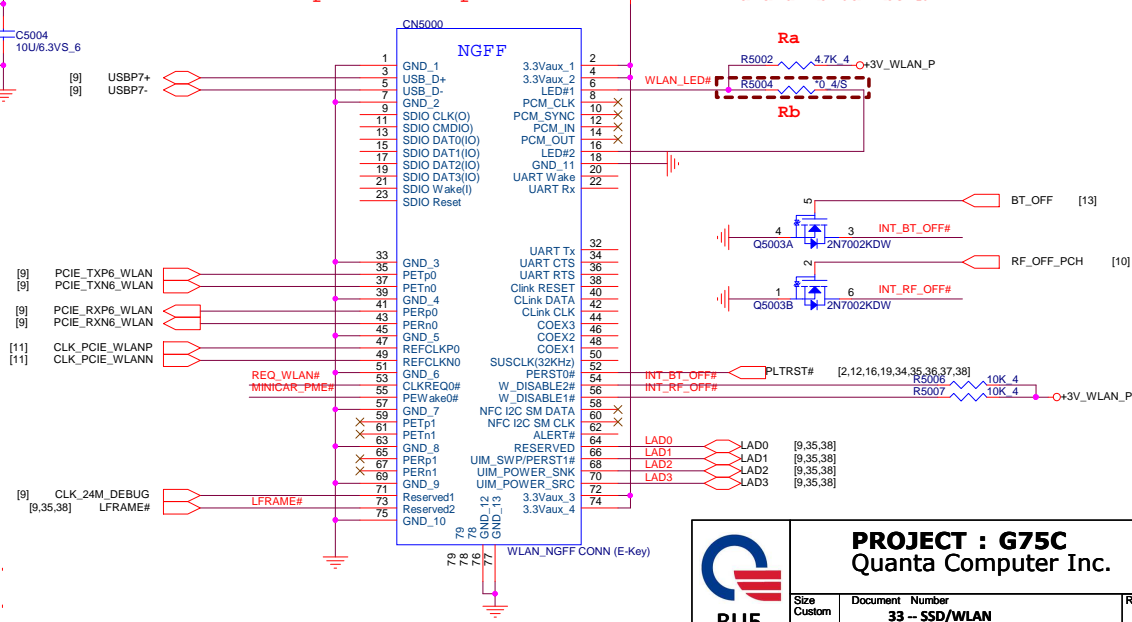 C5004
10U/6.3VS_6
CN5000
NGFF
[9] USBP7+
[9] USBP7-
1 GND_1
3 USB_D+
5 USB_D-
7 GND_2
9 SDIO CLK(O)
11 SDIO CMDIO)
13 SDIO DAT0(IO)
15 SDIO DAT1(IO)
17 SDIO DAT2(IO)
19 SDIO DAT3(IO)
21 SDIO Wake(I)
23 SDIO Reset
3.3Vaux_1 2
3.3Vaux_2 4
LED#1 6
PCM_CLK 8
PCM_SYNC 10
PCM_IN 12
PCM_OUT 14
LED#2 16
GND_11 18
UART Wake 20
UART Rx 22
WLAN_LED#
Ra
R5002 4.7K_4 +3V_WLAN_P
R5004 *0_4/S
Rb
5 BT_OFF [13]
4 3 INT_BT_OFF#
Q5003A 2N7002KDW
2 RF_OFF_PCH [10]
1 6 INT_RF_OFF#
Q5003B 2N7002KDW
[9] PCIE_TXP6_WLAN
[9] PCIE_TXN6_WLAN
[9] PCIE_RXP6_WLAN
[9] PCIE_RXN6_WLAN
[11] CLK_PCIE_WLANP
[11] CLK_PCIE_WLANN
REQ_WLAN#
MINICAR_PME#
[9] CLK_24M_DEBUG
[9,35,38] LFRAME#
LFRAME#
33 GND_3
35 PETp0
37 PETn0
39 GND_4
41 PERp0
43 PERn0
45 GND_5
47 REFCLKP0
49 REFCLKN0
51 GND_6
53 CLKREQ0#
55 PEWake0#
57 GND_7
59 PETp1
61 PETn1
63 GND_8
65 PERp1
67 PERn1
69 GND_9
71 Reserved1
73 Reserved2
75 GND_10
UART Tx 32
UART CTS 34
UART RTS 36
Clink RESET 38
CLink DATA 40
CLink CLK 42
COEX3 44
COEX2 46
COEX1 48
SUSCLK(32KHz) 50
PERST0# 52
W_DISABLE2# 54
W_DISABLE1# 56
NFC I2C SM DATA 58
NFC I2C SM CLK 60
ALERT# 62
RESERVED 64
UIM_SWP/PERST1# 66
UIM_POWER_SNK 68
UIM_POWER_SRC 70
3.3Vaux_3 72
3.3Vaux_4 74
PLTRST# [2,12,16,19,34,35,36,37,38]
INT_BT_OFF# R5006 10K_4
INT_RF_OFF# R5007 10K_4 +3V_WLAN_P
LAD0 LAD0 [9,35,38]
LAD1 LAD1 [9,35,38]
LAD2 LAD2 [9,35,38]
LAD3 LAD3 [9,35,38]
79 78 GND_12 GND_13
79 78 76 77
WLAN_NGFF CONN (E-Key)
PROJECT : G75C
Quanta Computer Inc.
Size
Custom
Document Number
33 -- SSD/WLAN